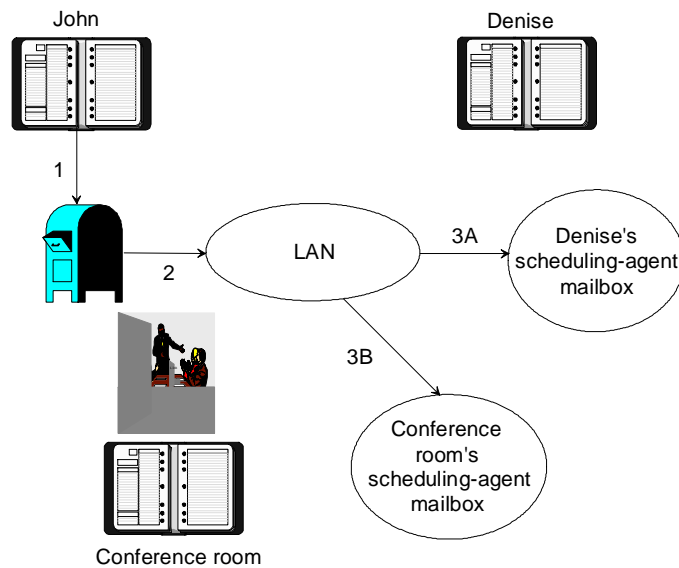 John
Denise
1
2
LAN
3A
Denise's
scheduling-agent
mailbox
3B
Conference
room's
scheduling-agent
mailbox
Conference room